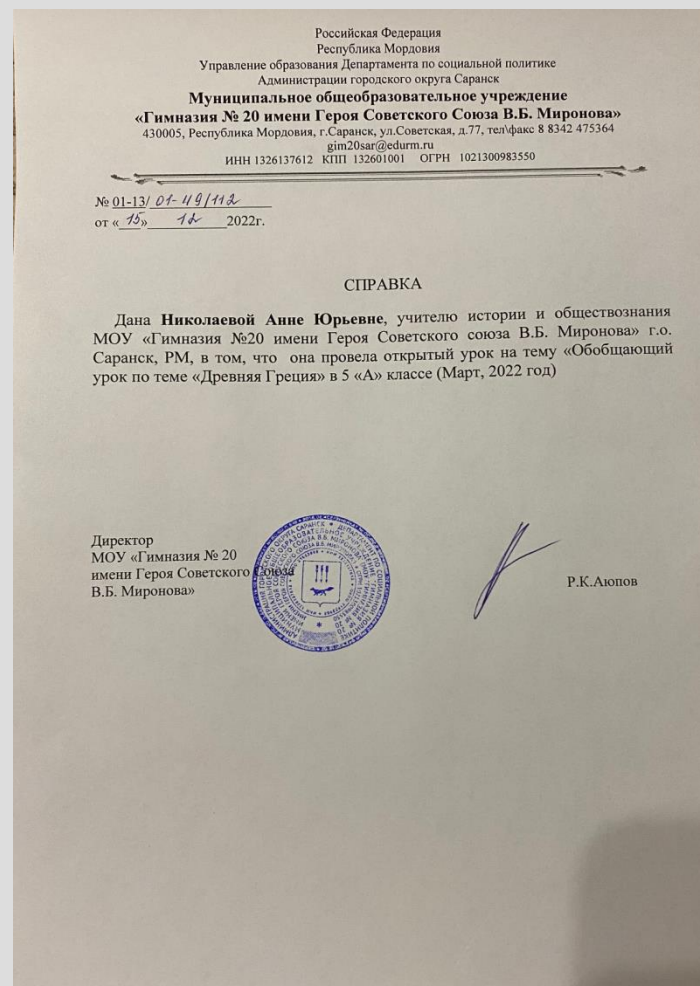 Российская Федерация
Республика Мордовия
Управление образования Департамента по социальной политике
Администрации городского округа Саранск
Муниципальное общеобразовательное учреждение
«Гимназия № 20 имени Героя Советского Союза В.Б. Миронова»
430005, Республика Мордовия, г.Саранск, ул.Советская, д.77, тел\факс 8 8342 475364
gim20sar@edurm.ru
ИНН 1326137612 КПП 132601001 ОГРН 1021300983550
№ 01-13/ 01-49/112
от « 15» 12 2022г.
СПРАВКА
Дана Николаевой Анне Юрьевне, учителю истории и обществознания
МОУ «Гимназия №20 имени Героя Советского союза В.Б. Миронова» г.о.
Саранск, РМ, в том, что она провела открытый урок на тему «Обобщающий
урок по теме «Древняя Греция» в 5 «А» классе (Март, 2022 год)
Директор
МОУ «Гимназия № 20
имени Героя Советского Союза
В.Б. Миронова»
Р.К.Аюпов